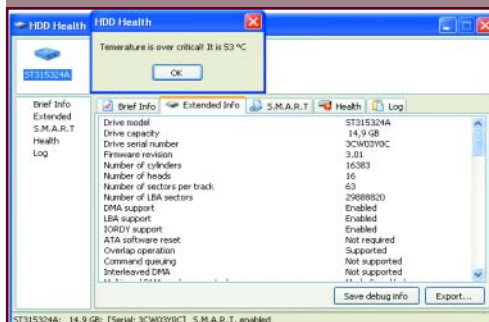 HDD Health
HDD Health
Temerature is over critical! It is 53 °C
OK
ST315324A
Brief Info
Extended
S.M.A.R.T
Health
Log
Brief Info Extended Info S.M.A.R.T Health Log
Drive model ST315324A
Drive capacity 14,9 GB
Drive serial number 3CW03Y0C
Firmware revision 3.01
Number of cylinders 16383
Number of heads 16
Number of sectors per track 63
Number of LBA sectors 29888820
DMA support Enabled
LBA support Enabled
IORDY support Enabled
ATA software reset Not required
Overlap operation Supported
Command queuing Not supported
Interleaved DMA Not supported
Save debug info Export...
ST315324A: 14,9 GB; [Serial: 3CW03Y0C] S.M.A.R.T. enabled